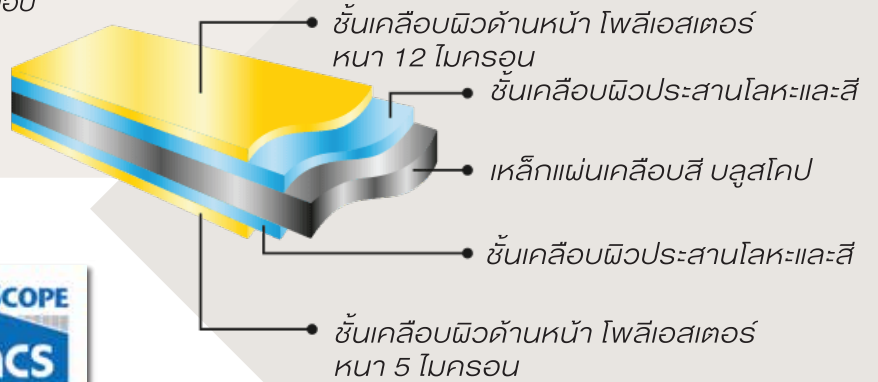 ชั้นเคลือบผิวด้านหน้า โพลีเอสเตอร์
หนา 12 ไมครอน
ชั้นเคลือบผิวประสานโลหะและสี
เหล็กแผ่นเคลือบสี บลูสโคป
ชั้นเคลือบผิวประสานโลหะและสี
ชั้นเคลือบผิวด้านหน้า โพลีเอสเตอร์
หนา 5 ไมครอน
SCOPE
acs